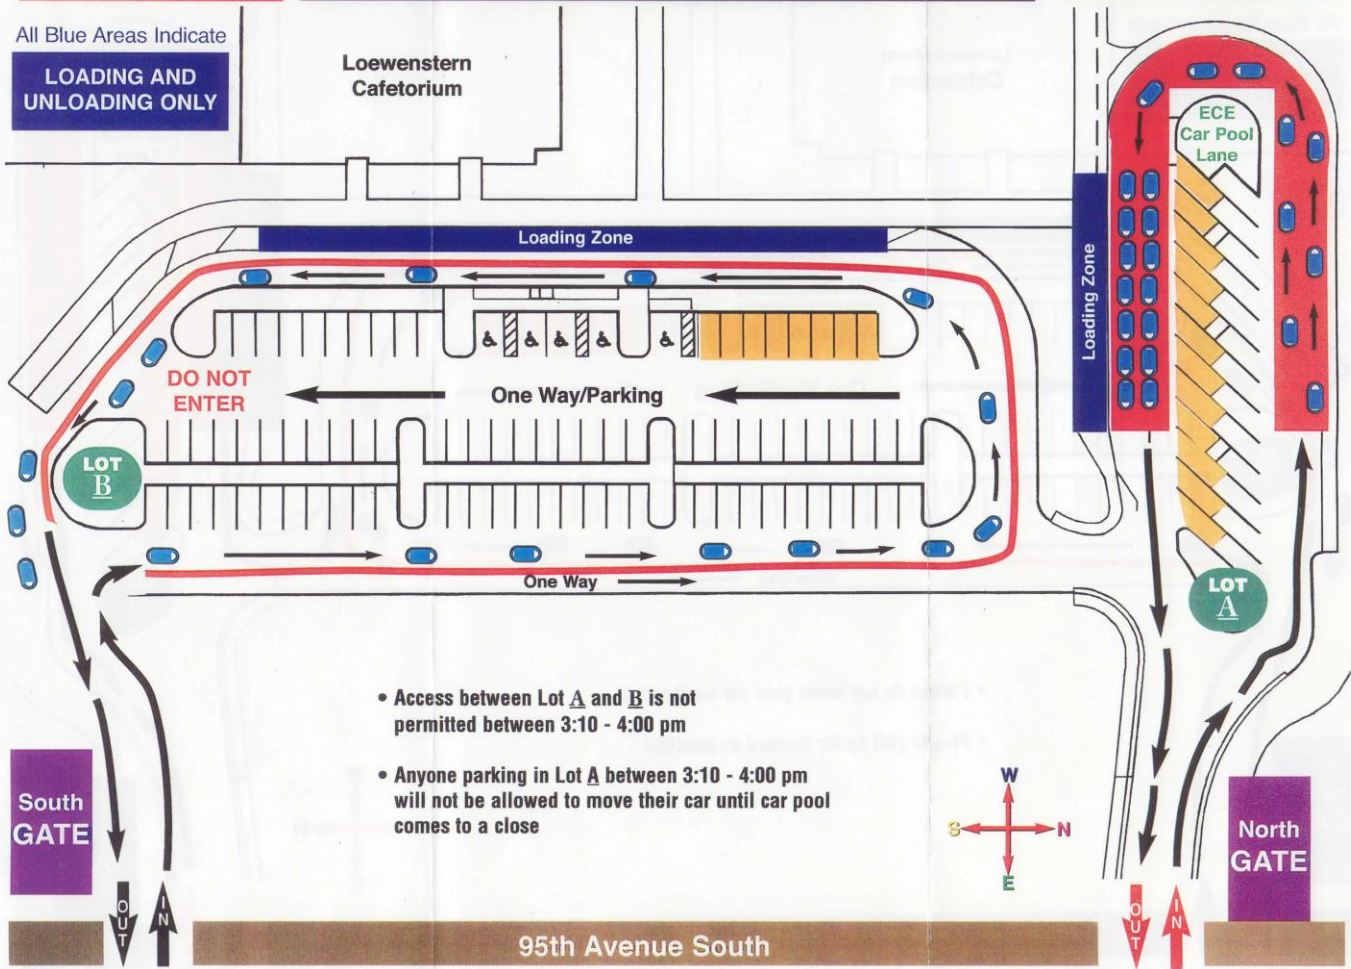 All Blue Areas Indicate
LOADING AND
UNLOADING ONLY
Loewenstern
Cafetorium
ECE
Car Pool
Lane
Loading Zone
Loading Zone
DO NOT
ENTER
One Way/Parking
LOT
B
One Way
LOT
A
• Access between Lot A and B is not
permitted between 3:10 - 4:00 pm
• Anyone parking in Lot A between 3:10 - 4:00 pm
will not be allowed to move their car until car pool
comes to a close
W
S
N
E
South
GATE
North
GATE
OUT
IN
OUT
IN
95th Avenue South